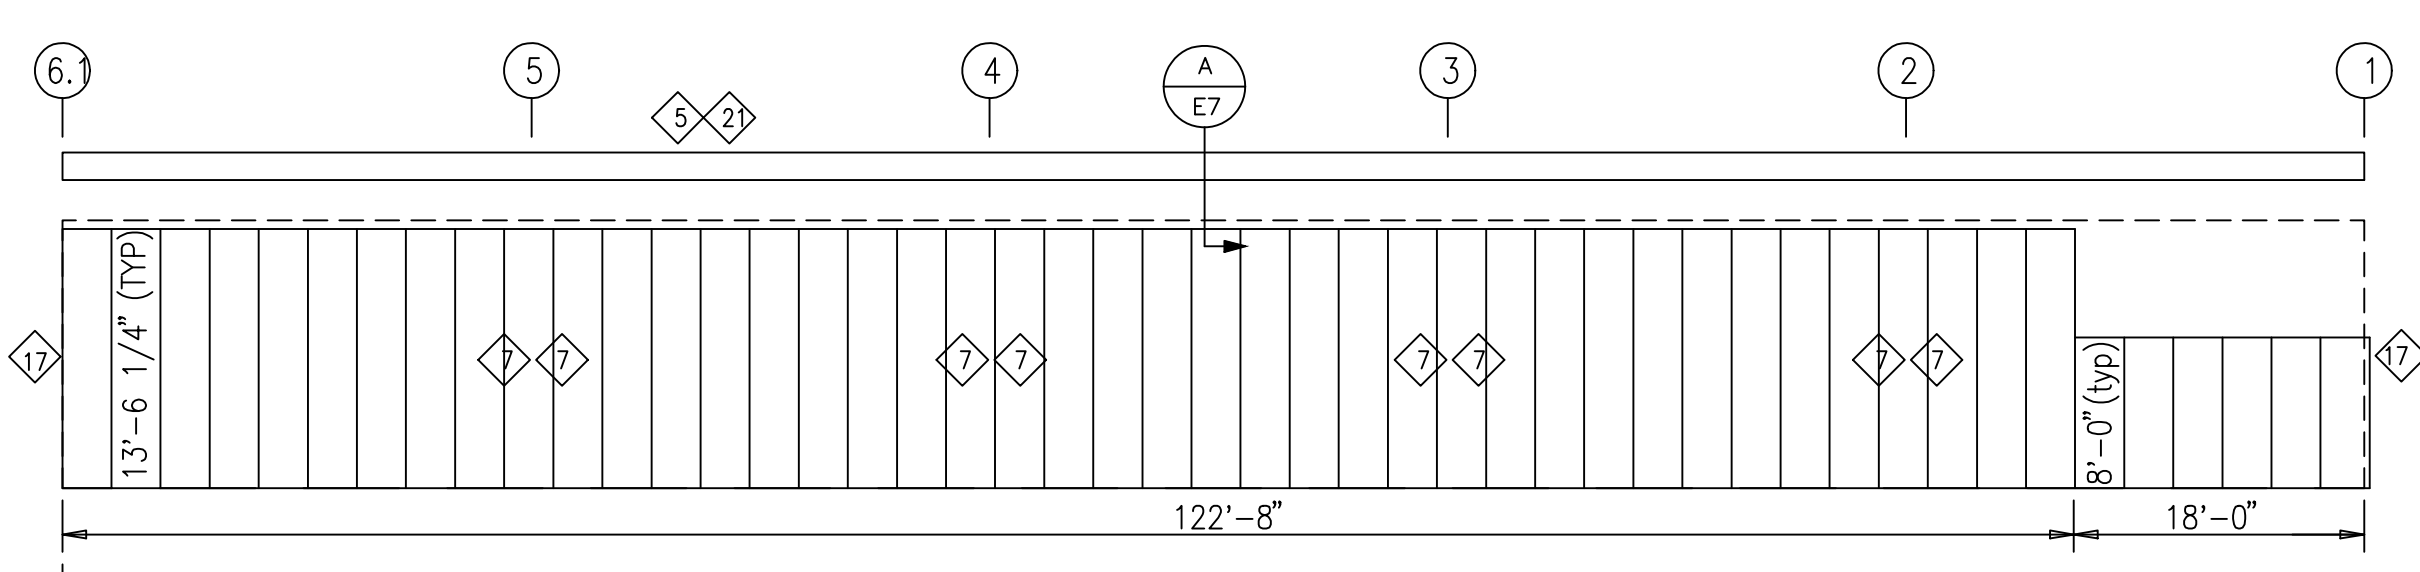 6.1 5 4 A 3 2 1
E7
5 21
13'-6 1/4" (TYP)
17 7 7 7 7 7 7 7 7 17
8'-0" (typ)
122'-8" 18'-0"